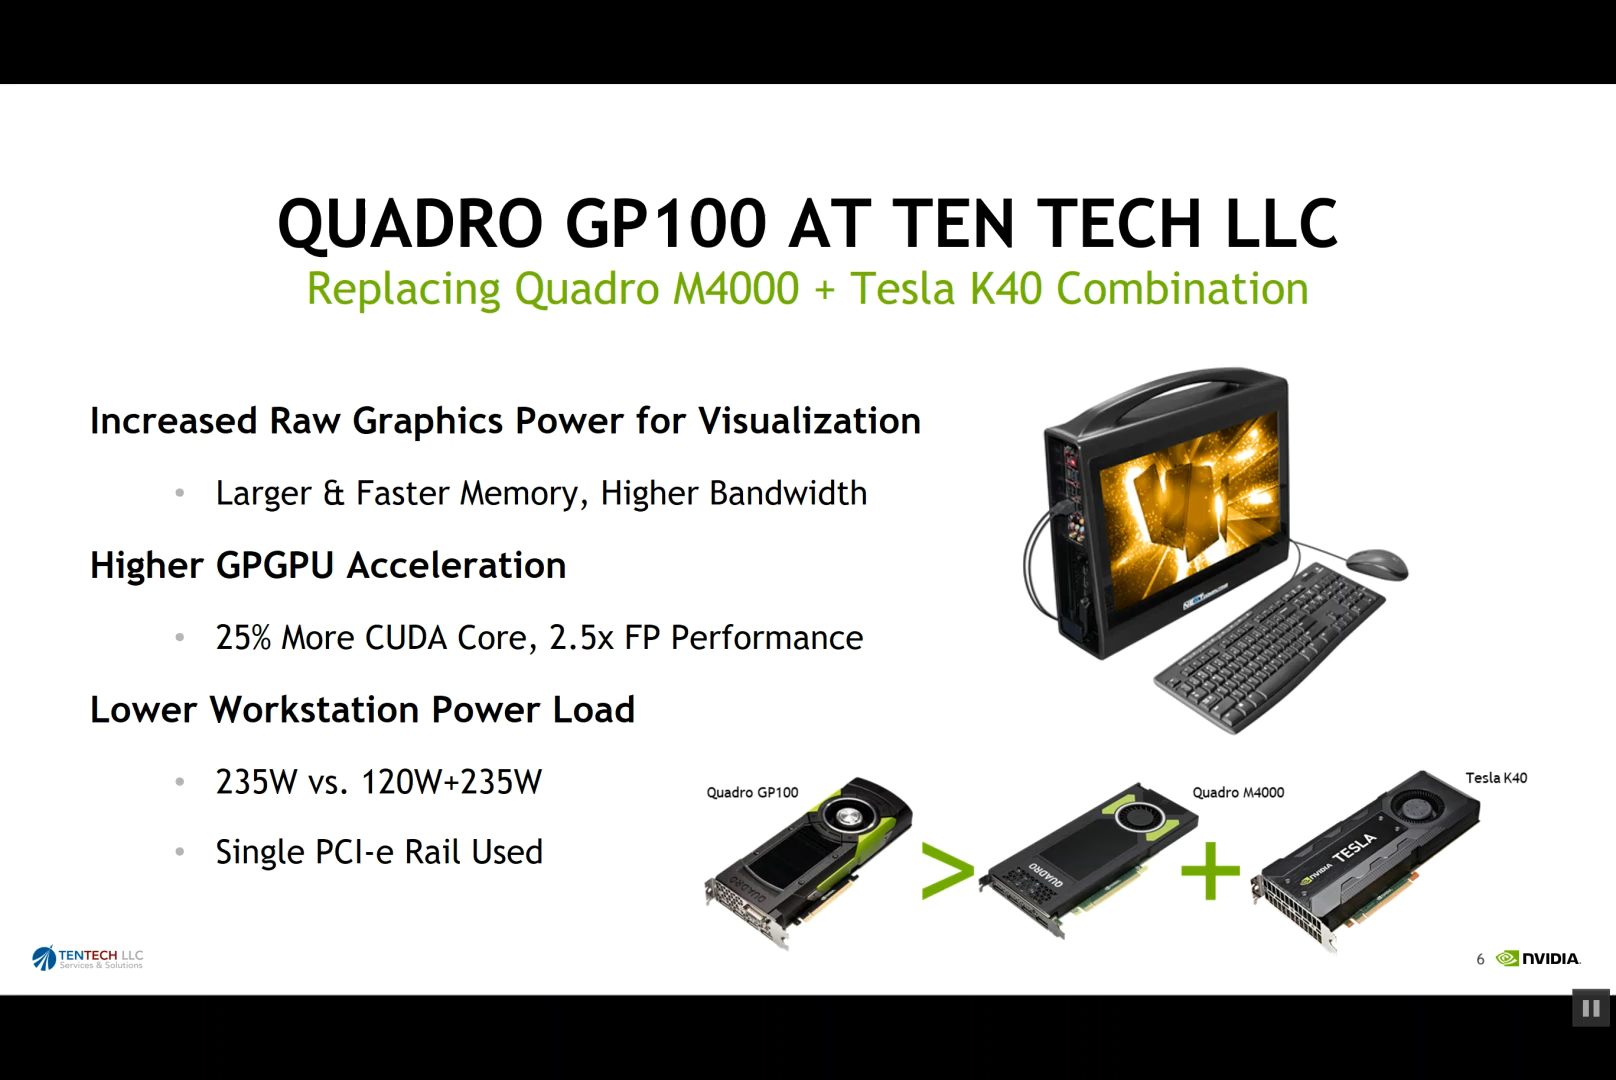 QUADRO GP100 AT TEN TECH LLC
Replacing Quadro M4000 + Tesla K40 Combination
Increased Raw Graphics Power for Visualization
• Larger & Faster Memory, Higher Bandwidth
Higher GPGPU Acceleration
• 25% More CUDA Core, 2.5x FP Performance
Lower Workstation Power Load
• 235W vs. 120W+235W
• Single PCI-e Rail Used
Quadro GP100
>
Quadro M4000
+
Tesla K40
QUADRO
QUADRO
NVIDIA TESLA
TENTECH LLC
Services & Solutions
6
NVIDIA.